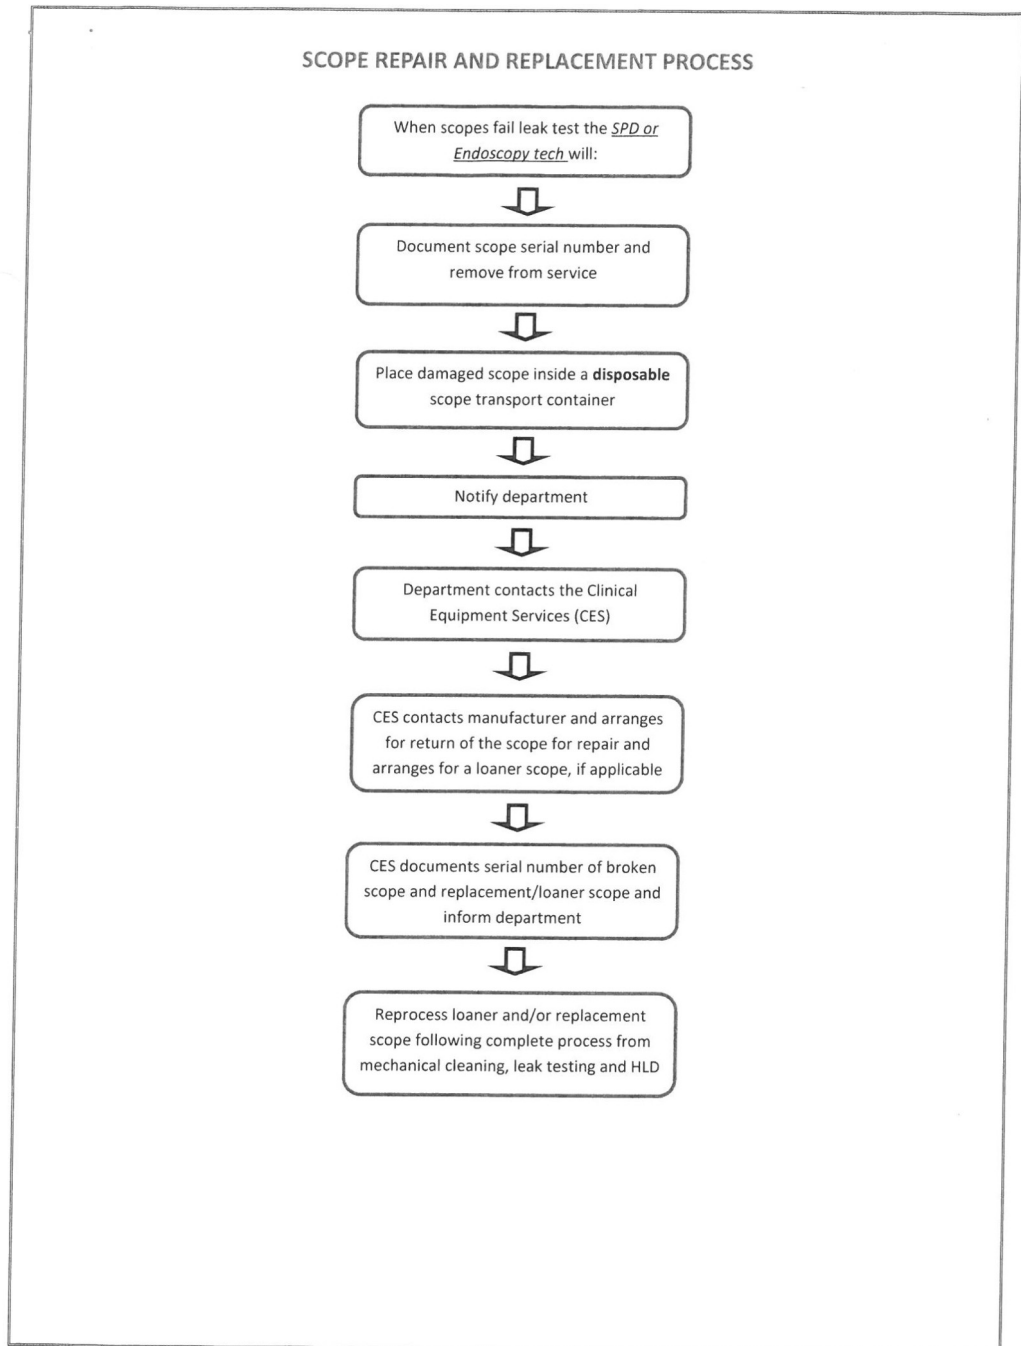 SCOPE REPAIR AND REPLACEMENT PROCESS
When scopes fail leak test the SPD or
Endoscopy tech will:
Document scope serial number and
remove from service
Place damaged scope inside a disposable
scope transport container
Notify department
Department contacts the Clinical
Equipment Services (CES)
CES contacts manufacturer and arranges
for return of the scope for repair and
arranges for a loaner scope, if applicable
CES documents serial number of broken
scope and replacement/loaner scope and
inform department
Reprocess loaner and/or replacement
scope following complete process from
mechanical cleaning, leak testing and HLD